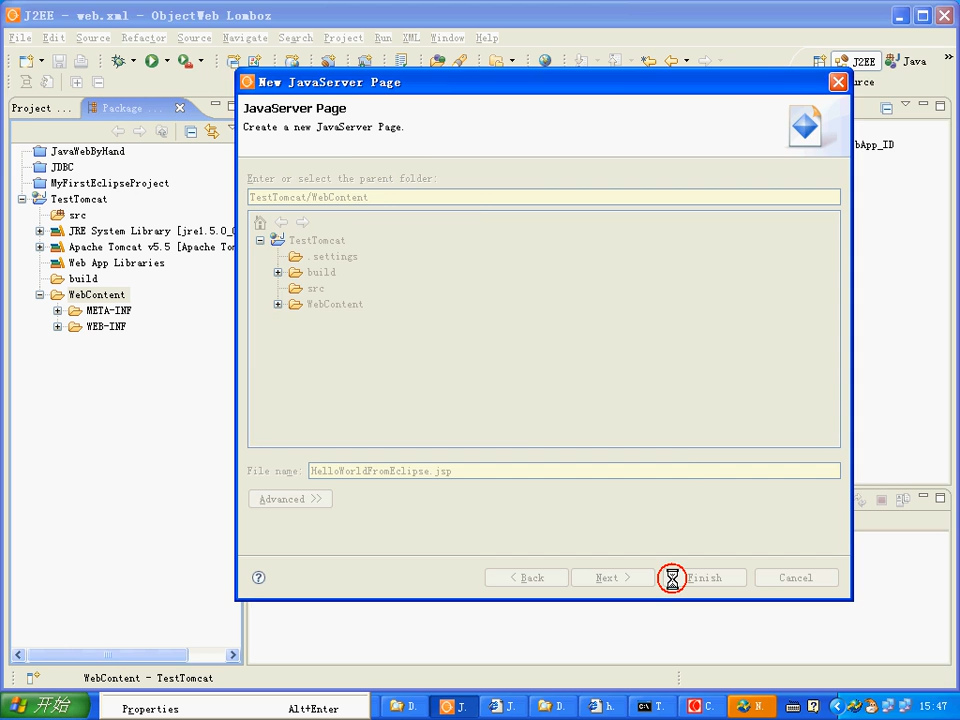 J2EE - web.xml - ObjectWeb Lomboz
File Edit Source Refactor Source Navigate Search Project Run XML Window Help
J2EE Java »
Project ... Package ...
JavaWebByHand
JDBC
MyFirstEclipseProject
TestTomcat
src
JRE System Library [jre1.5.0_0
Apache Tomcat v5.5 [Apache To
Web App Libraries
build
WebContent
META-INF
WEB-INF
New JavaServer Page
JavaServer Page
Create a new JavaServer Page.
Enter or select the parent folder:
TestTomcat/WebContent
TestTomcat
.settings
build
src
WebContent
File name: HelloWorldFromEclipse.jsp
Advanced >>
< Back Next > Finish Cancel
bApp_ID
WebContent - TestTomcat
开始 Properties Alt+Enter D. J. J. D. h. T. C. N. 15:47